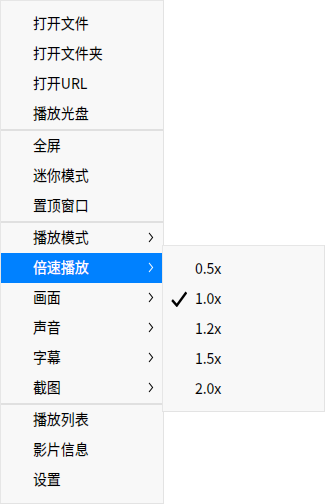 打开文件
打开文件夹
打开URL
播放光盘
全屏
迷你模式
置顶窗口
播放模式
倍速播放
画面
声音
字幕
截图
播放列表
影片信息
设置
0.5x
1.0x
1.2x
1.5x
2.0x